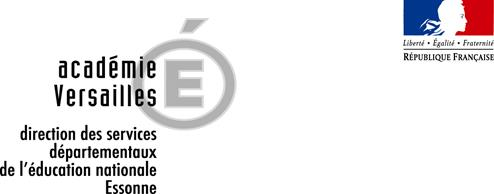 académie
Versailles
É
direction des services
départementaux
de l'éducation nationale
Essonne
Liberté • Égalité • Fraternité
RÉPUBLIQUE FRANÇAISE